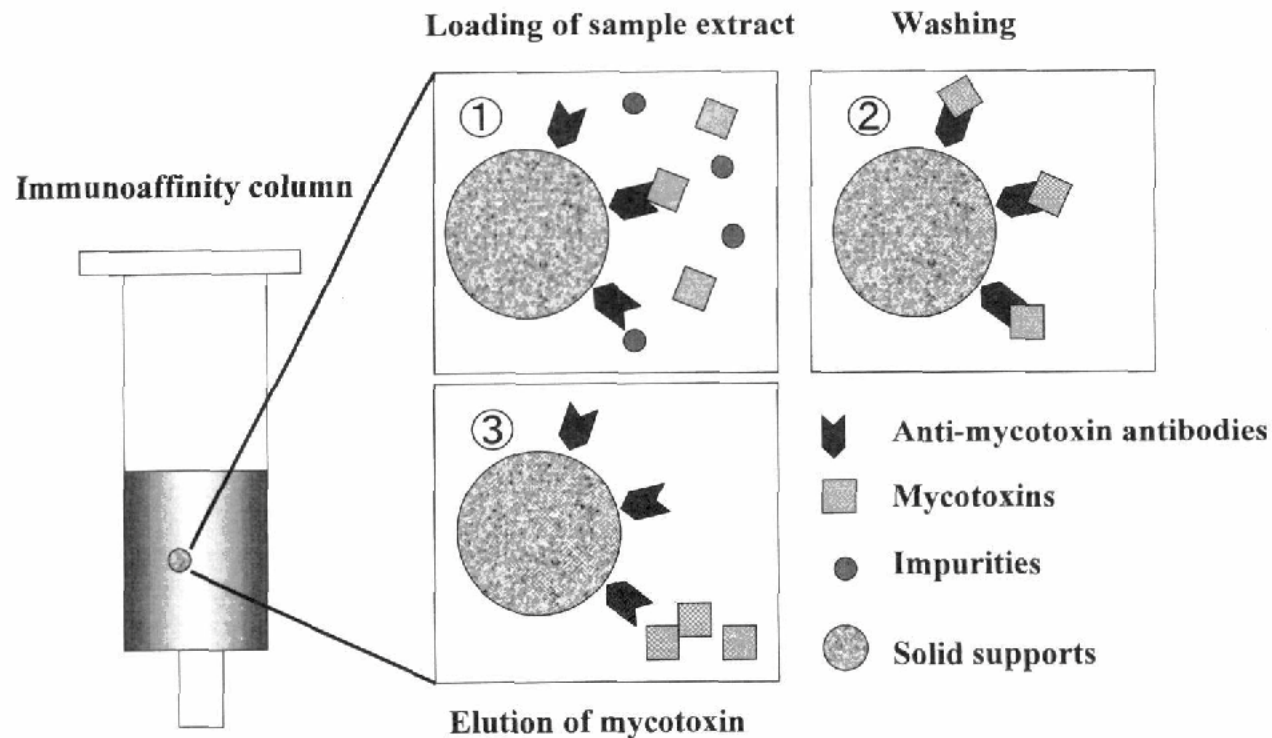 Loading of sample extract
Washing
Immunoaffinity column
①
②
③
Anti-mycotoxin antibodies
Mycotoxins
Impurities
Solid supports
Elution of mycotoxin